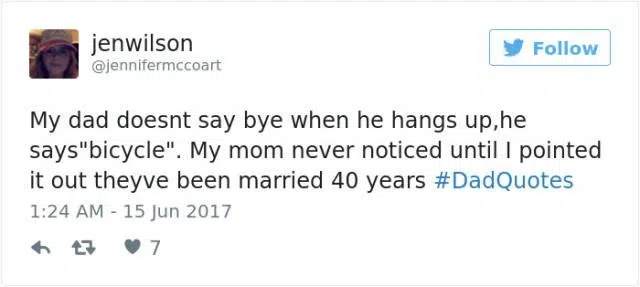 jenwilson
@jennifermccoart
Follow
My dad doesnt say bye when he hangs up,he
says"bicycle". My mom never noticed until I pointed
it out theyve been married 40 years #DadQuotes
1:24 AM - 15 Jun 2017
7